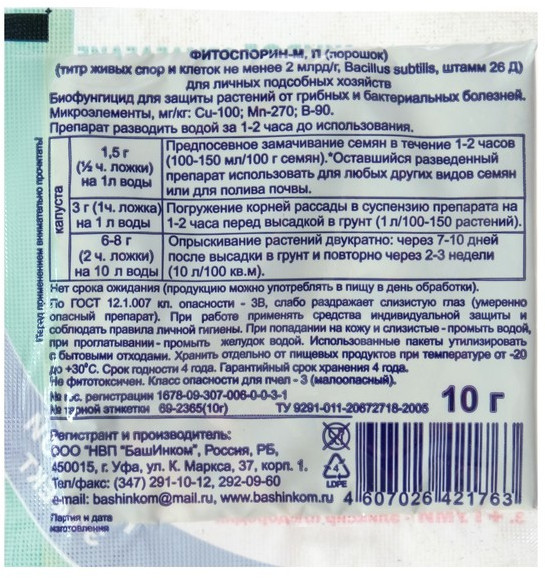 ФИТОСПОРИН-М, П (порошок)
(титр живых спор и клеток не менее 2 млрд/г, Bacillus subtilis, штамм 26 Д)
для личных подсобных хозяйств
Биофунгицид для защиты растений от грибных и бактериальных болезней.
Микроэлементы, мг/кг: Cu-100; Mn-270; В-90.
Препарат разводить водой за 1-2 часа до использования.
Перед применением внимательно прочитать!
капуста
1,5 г
(½ ч. ложки)
на 1л воды
Предпосевное замачивание семян в течение 1-2 часов
(100-150 мл/100 г семян).*Оставшийся разведенный
препарат использовать для любых других видов семян
или для полива почвы.
3 г (1ч. ложка)
на 1 л воды
Погружение корней рассады в суспензию препарата на
1-2 часа перед высадкой в грунт (1 л/100-150 растений).
6-8 г
(2 ч. ложки)
на 10 л воды
Опрыскивание растений двукратно: через 7-10 дней
после высадки в грунт и повторно через 2-3 недели
(10 л/100 кв.м).
Нет срока ожидания (продукцию можно употреблять в пищу в день обработки).
По ГОСТ 12.1.007 кл. опасности - 3В, слабо раздражает слизистую глаз (умеренно
опасный препарат). При работе применять средства индивидуальной защиты и
соблюдать правила личной гигиены. При попадании на кожу и слизистые - промыть водой,
при проглатывании - промыть желудок водой. Использованные пакеты утилизировать
с бытовыми отходами. Хранить отдельно от пищевых продуктов при температуре от -20
до +30°С. Срок годности 4 года. Гарантийный срок хранения 4 года.
Не фитотоксичен. Класс опасности для пчел - 3 (малоопасный).
№ гос. регистрации 1678-09-307-006-0-0-3-1
№ тарной этикетки 69-2365(10г) ТУ 9291-011-20672718-2005
10 г
Регистрант и производитель:
ООО "НВП "БашИнком", Россия, РБ,
450015, г. Уфа, ул. К. Маркса, 37, корп. 1.
Тел/факс: (347) 291-10-12, 292-09-60
e-mail: bashinkom@mail.ru, www.bashinkom.ru
LDPE
4 607026 421763
Партия и дата
изготовления